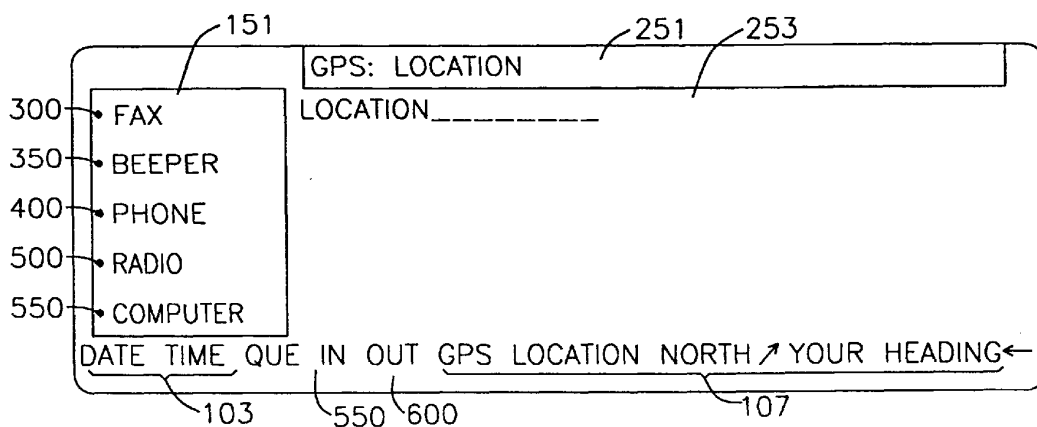 151
251
253
GPS: LOCATION
300 FAX
LOCATION_________
350 BEEPER
400 PHONE
500 RADIO
550 COMPUTER
DATE TIME QUE IN OUT GPS LOCATION NORTH↗ YOUR HEADING←
103 550 600 107